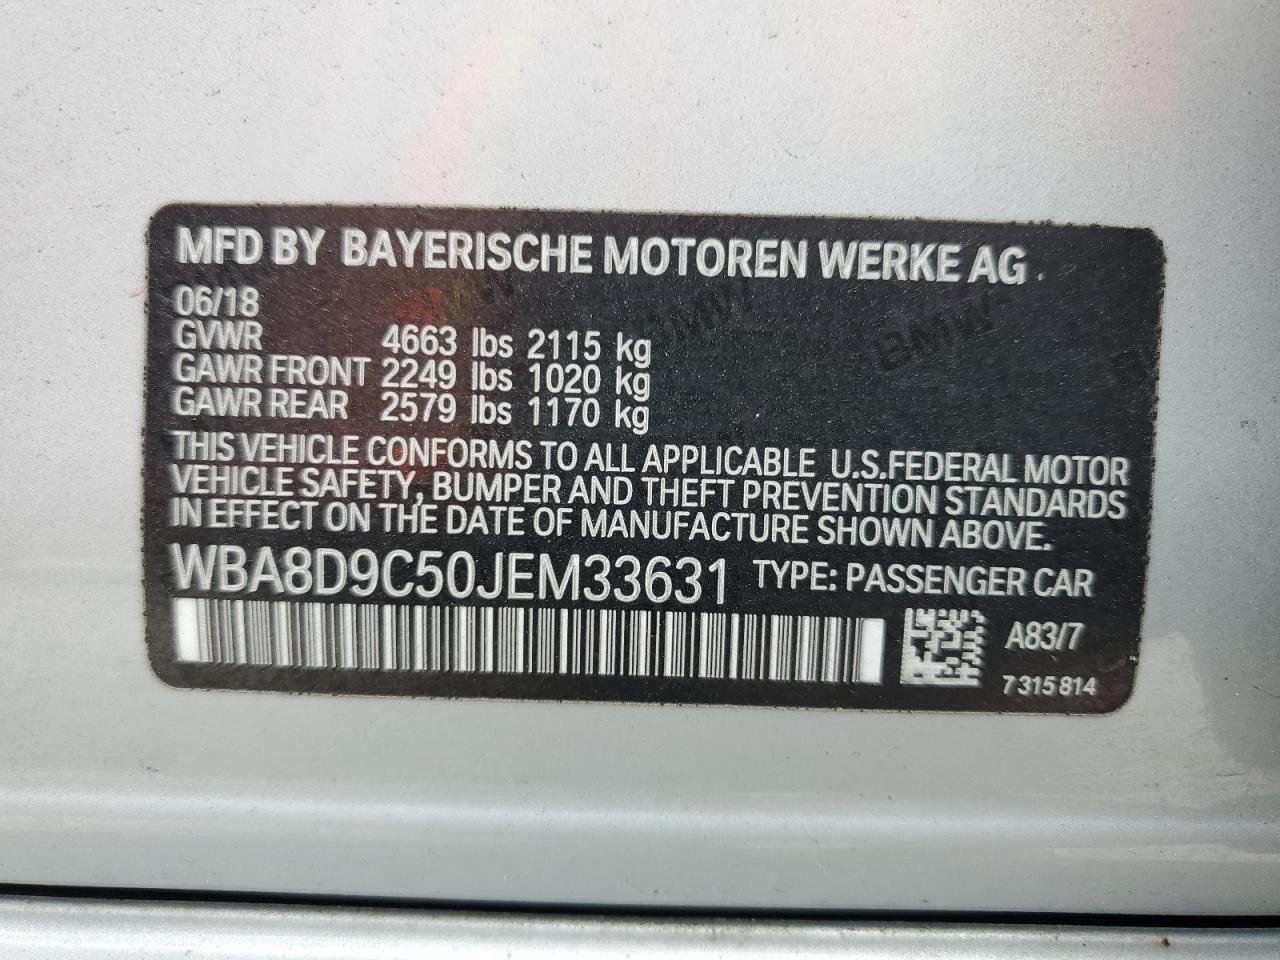 MFD BY BAYERISCHE MOTOREN WERKE AG
06/18
GVWR 4663 lbs 2115 kg
GAWR FRONT 2249 lbs 1020 kg
GAWR REAR 2579 lbs 1170 kg
THIS VEHICLE CONFORMS TO ALL APPLICABLE U.S.FEDERAL MOTOR
VEHICLE SAFETY, BUMPER AND THEFT PREVENTION STANDARDS
IN EFFECT ON THE DATE OF MANUFACTURE SHOWN ABOVE.
WBA8D9C50JEM33631 TYPE: PASSENGER CAR
A83/7
7 315 814
BMW
BMW
BMW